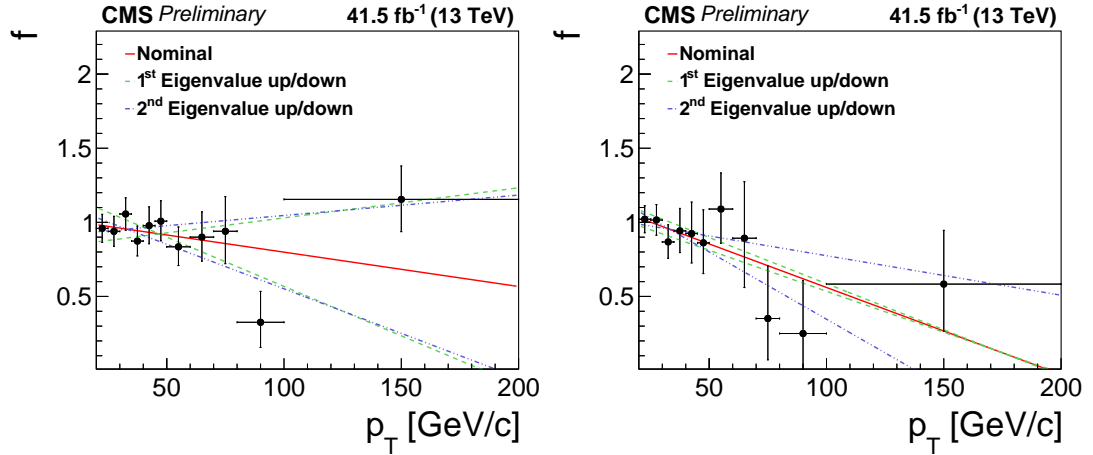 CMS Preliminary 41.5 fb⁻¹ (13 TeV)
f
Nominal
1ˢᵗ Eigenvalue up/down
2ⁿᵈ Eigenvalue up/down
2
1.5
1
0.5
50 100 150 200
p_T [GeV/c]
CMS Preliminary 41.5 fb⁻¹ (13 TeV)
f
Nominal
1ˢᵗ Eigenvalue up/down
2ⁿᵈ Eigenvalue up/down
2
1.5
1
0.5
50 100 150 200
p_T [GeV/c]